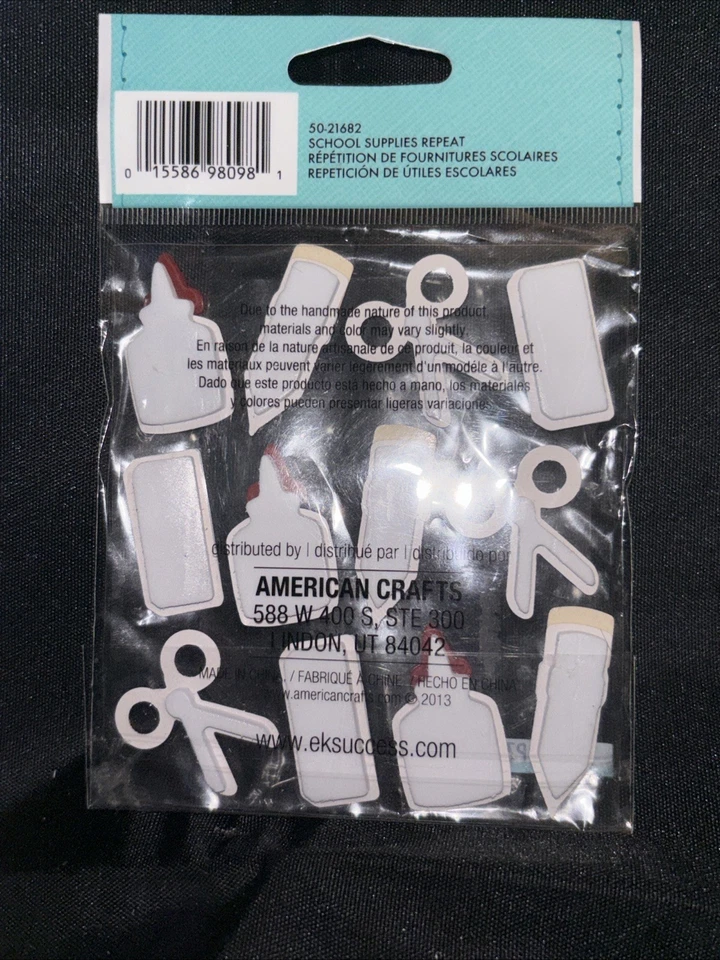 50-21682
SCHOOL SUPPLIES REPEAT
RÉPÉTITION DE FOURNITURES SCOLAIRES
REPETICIÓN DE ÚTILES ESCOLARES
0 15586 98098 1
Due to the handmade nature of this product,
materials and color may vary slightly.
En raison de la nature artisanale de ce produit, la couleur et
les matériaux peuvent varier légèrement d'un modéle à l'autre.
Dado que este producto está hecho a mano, los materiales
y colores pueden presentar ligeras variacione
distributed by | distribué par | distribuido por
AMERICAN CRAFTS
588 W 400 S, STE 300
LINDON, UT 84042
MADE IN CHINA. / FABRIQUÉ À CHINE. / HECHO EN CHINA
www.americancrafts.com © 2013
www.eksuccess.com